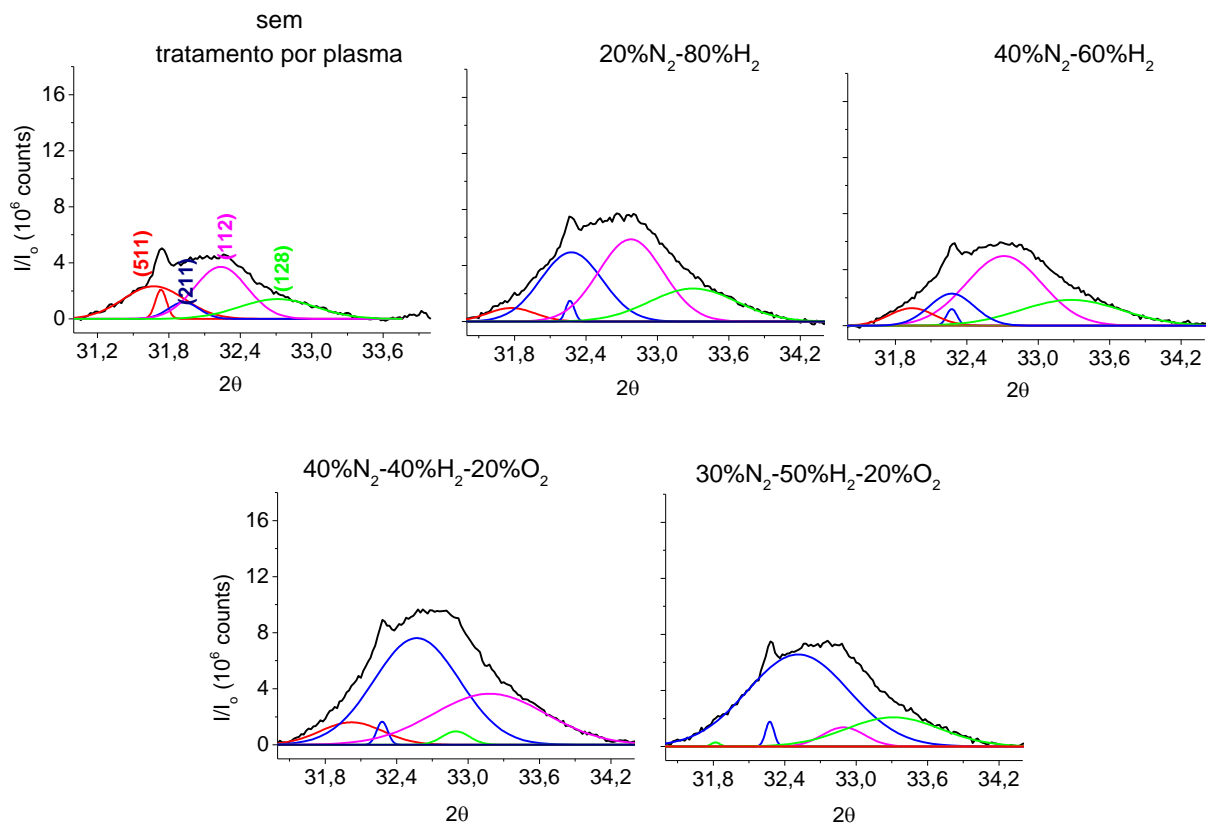 sem
tratamento por plasma
20%N₂-80%H₂
40%N₂-60%H₂
I/Iₒ (10⁶ counts)
16
12
8
4
0
(511)
(211)
(112)
(128)
31,2 31,8 32,4 33,0 33,6
2θ
31,8 32,4 33,0 33,6 34,2
2θ
31,8 32,4 33,0 33,6 34,2
2θ
40%N₂-40%H₂-20%O₂
30%N₂-50%H₂-20%O₂
I/Iₒ (10⁶ counts)
16
12
8
4
0
31,8 32,4 33,0 33,6 34,2
2θ
31,8 32,4 33,0 33,6 34,2
2θ